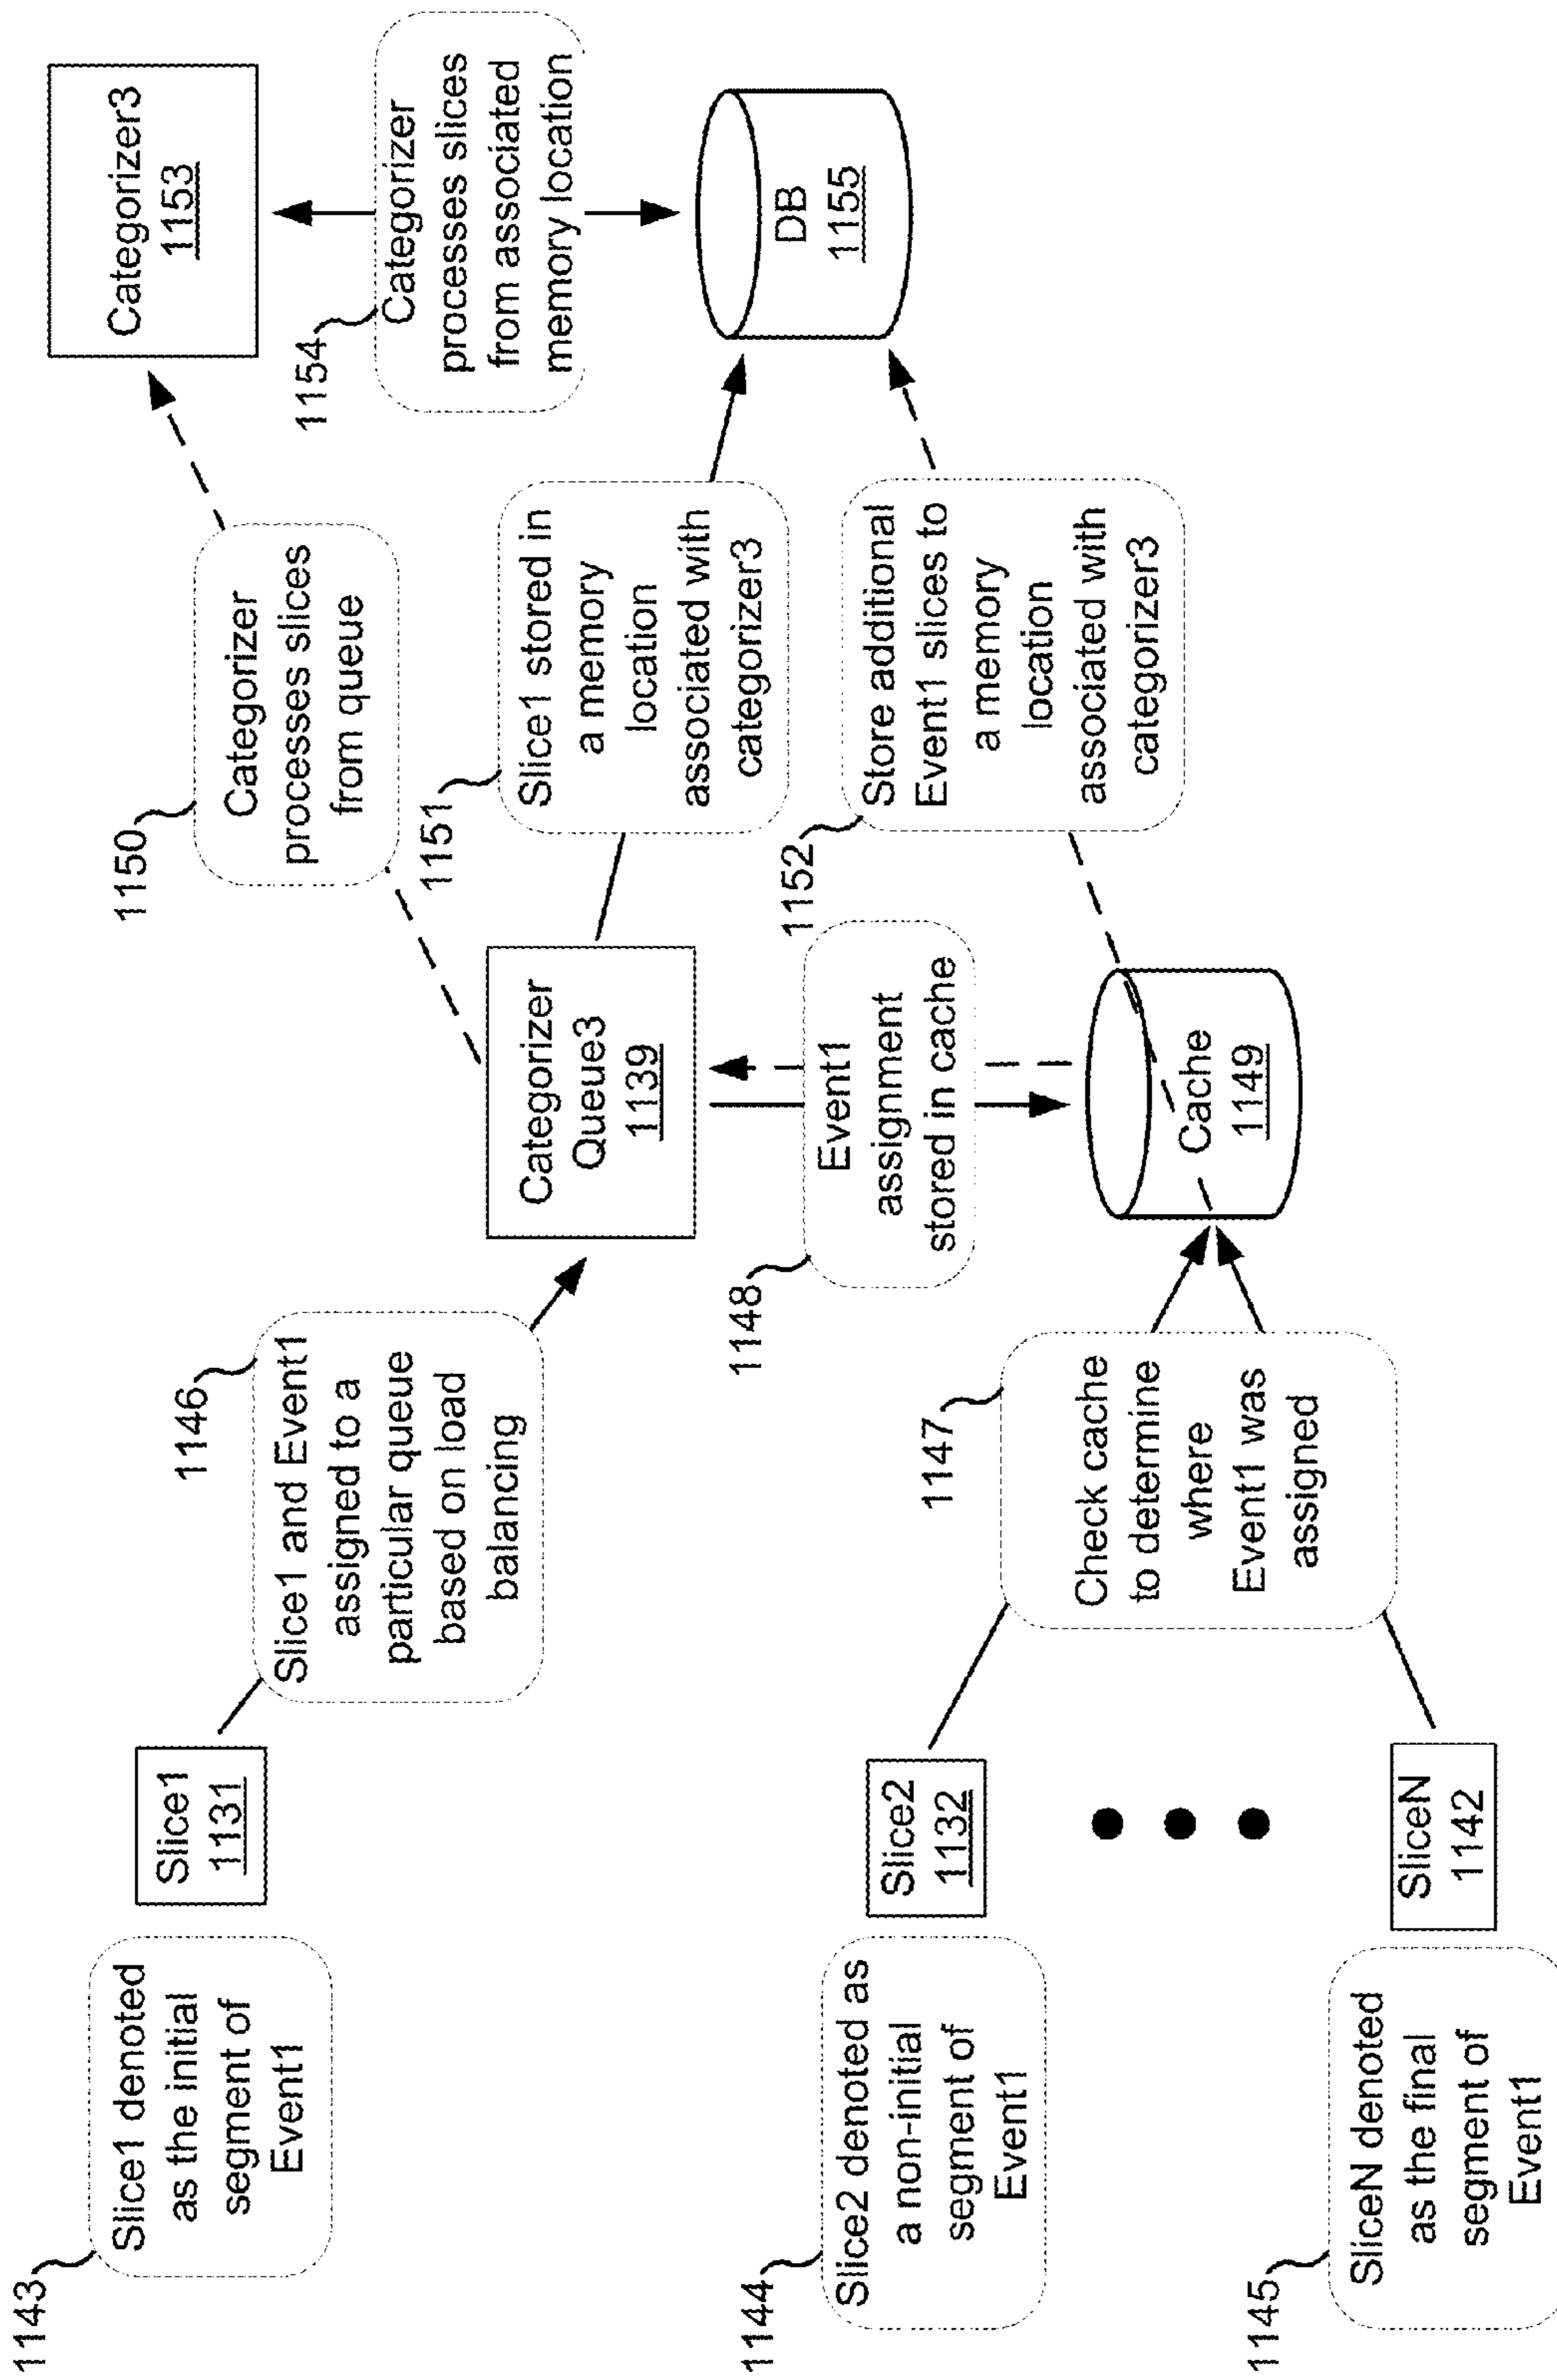 1143
Slice1 denoted
as the initial
segment of
Event1
Slice1
1131
1146
Slice1 and Event1
assigned to a
particular queue
based on load
balancing
Categorizer
Queue3
1139
1150
Categorizer
processes slices
from queue
Categorizer3
1153
1151
Slice1 stored in
a memory
location
associated with
categorizer3
1154
Categorizer
processes slices
from associated
memory location
DB
1155
1144
Slice2 denoted as
a non-initial
segment of
Event1
Slice2
1132
1147
Check cache
to determine
where
Event1 was
assigned
1148
Event1
assignment
stored in cache
Cache
1149
1152
Store additional
Event1 slices to
a memory
location
associated with
categorizer3
1145
SliceN denoted
as the final
segment of
Event1
SliceN
1142